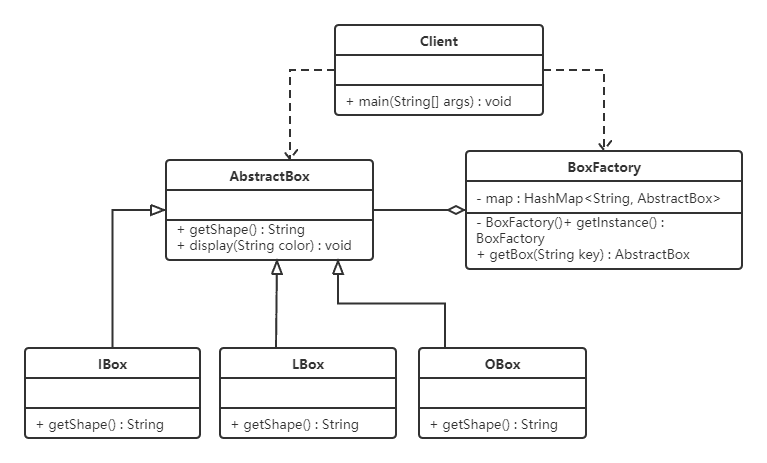 Client
+ main(String[] args) : void
AbstractBox
+ getShape() : String
+ display(String color) : void
BoxFactory
- map : HashMap<String, AbstractBox>
- BoxFactory()+ getInstance() :
BoxFactory
+ getBox(String key) : AbstractBox
IBox
+ getShape() : String
LBox
+ getShape() : String
OBox
+ getShape() : String